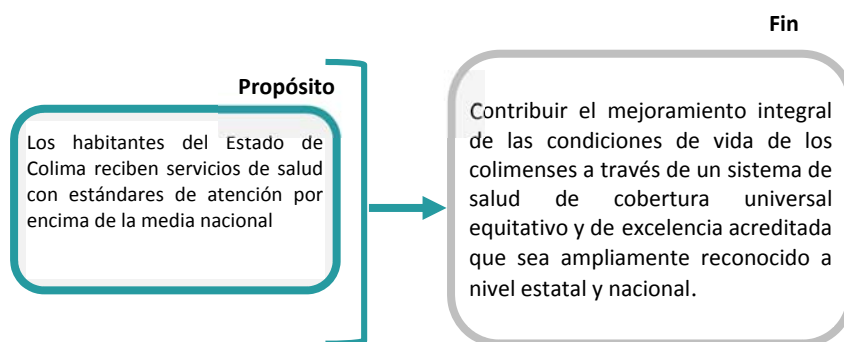 Propósito
Los habitantes del Estado de
Colima reciben servicios de salud
con estándares de atención por
encima de la media nacional
Fin
Contribuir el mejoramiento integral
de las condiciones de vida de los
colimenses a través de un sistema de
salud de cobertura universal
equitativo y de excelencia acreditada
que sea ampliamente reconocido a
nivel estatal y nacional.